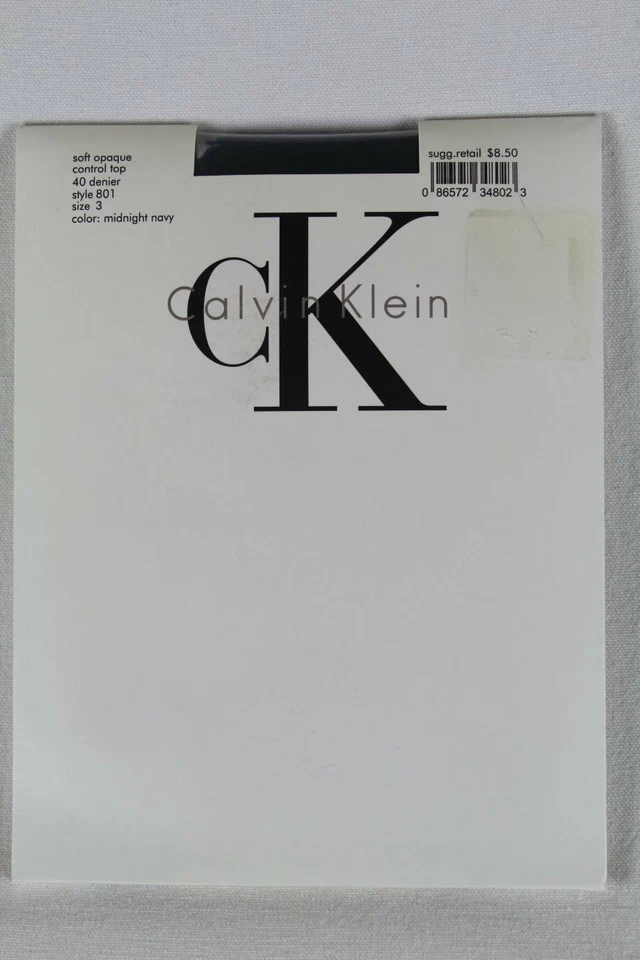 soft opaque
control top
40 denier
style 801
size 3
color: midnight navy
sugg.retail $8.50
0 86572 34802 3
cK
Calvin Klein